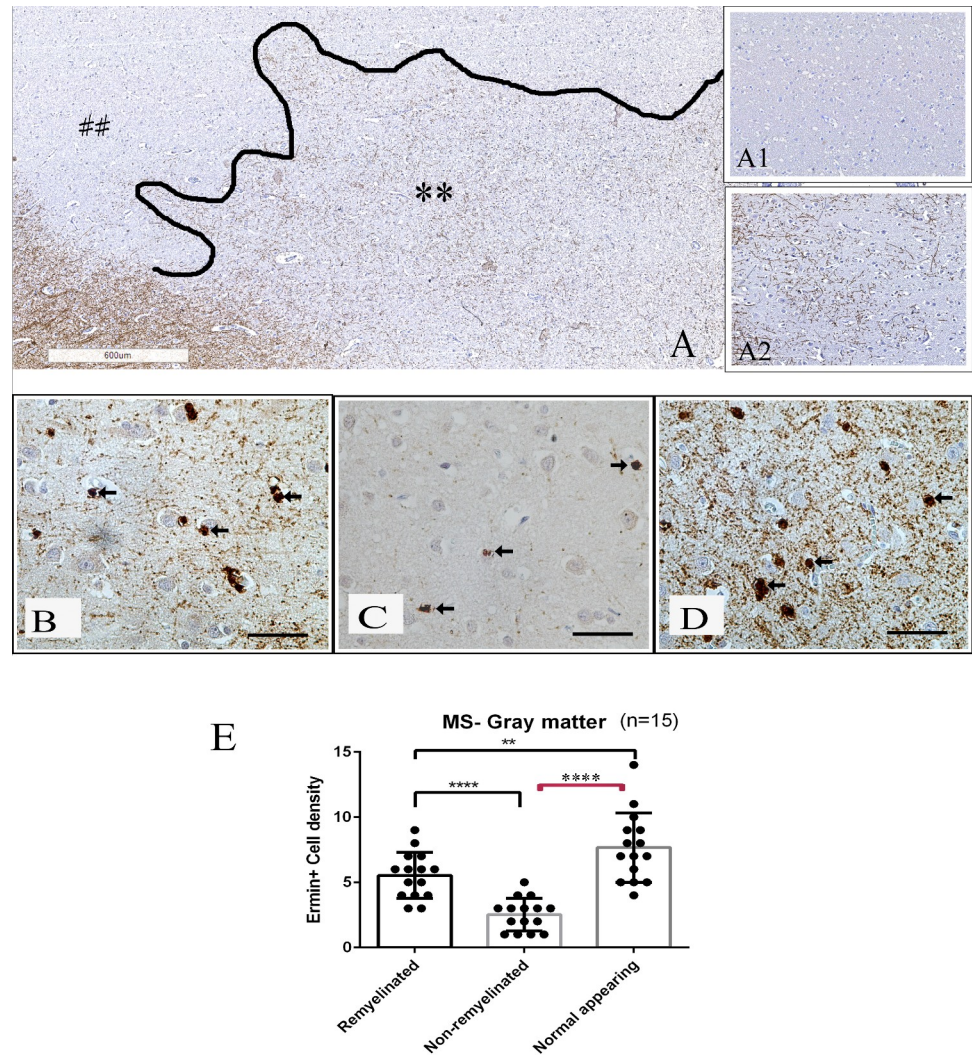 ##
**
A
600um
A1
A2
B
C
D
E
MS- Gray matter (n=15)
**
****
****
15
10
5
0
Ermin+ Cell density
Remyelinated
Non-remyelinated
Normal appearing